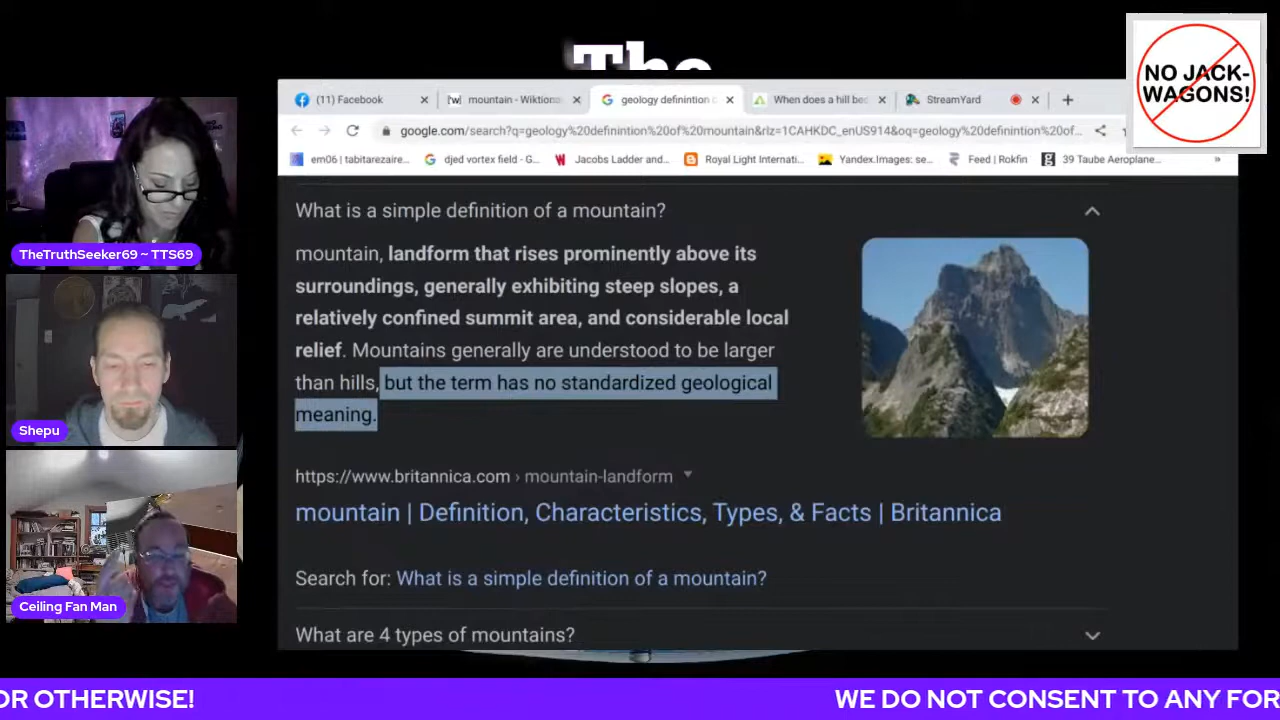 The
NO JACK-
WAGONS!
(11) Facebook
mountain - Wiktiona
geology definintion o
When does a hill bec
StreamYard
google.com/search?q=geology%20definintion%20of%20mountain&rlz=1CAHKDC_enUS914&oq=geology%20definintion%20of...
em06 | tabitarezaire...
djed vortex field - G...
Jacobs Ladder and...
Royal Light Internati...
Yandex.Images: se...
Feed | Rokfin
39 Taube Aeroplane...
»
What is a simple definition of a mountain?
mountain, landform that rises prominently above its
surroundings, generally exhibiting steep slopes, a
relatively confined summit area, and considerable local
relief. Mountains generally are understood to be larger
than hills, but the term has no standardized geological
meaning.
https://www.britannica.com › mountain-landform
mountain | Definition, Characteristics, Types, & Facts | Britannica
Search for: What is a simple definition of a mountain?
What are 4 types of mountains?
TheTruthSeeker69 ~ TTS69
Shepu
Ceiling Fan Man
OR OTHERWISE!
WE DO NOT CONSENT TO ANY FOR